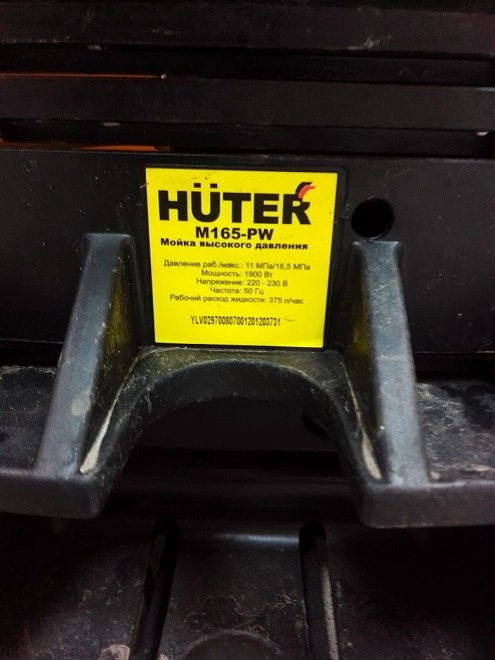 HÜTER
M165-PW
Мойка высокого давления
Давление раб./макс.: 11 МПа/16,5 МПа
Мощность: 1900 Вт
Напряжение: 220 - 230 В
Частота: 50 Гц
Рабочий расход жидкости: 375 л/час
YLV029700807001201203731